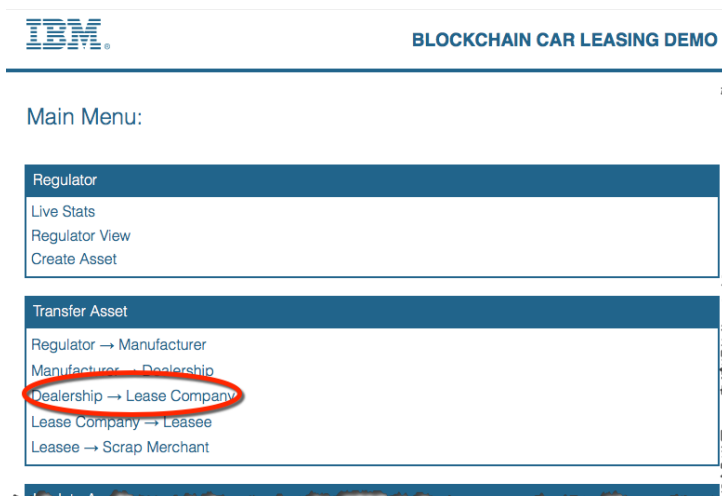 IBM®
BLOCKCHAIN CAR LEASING DEMO
Main Menu:
Regulator
Live Stats
Regulator View
Create Asset
Transfer Asset
Regulator → Manufacturer
Manufacturer → Dealership
Dealership → Lease Company
Lease Company → Leasee
Leasee → Scrap Merchant